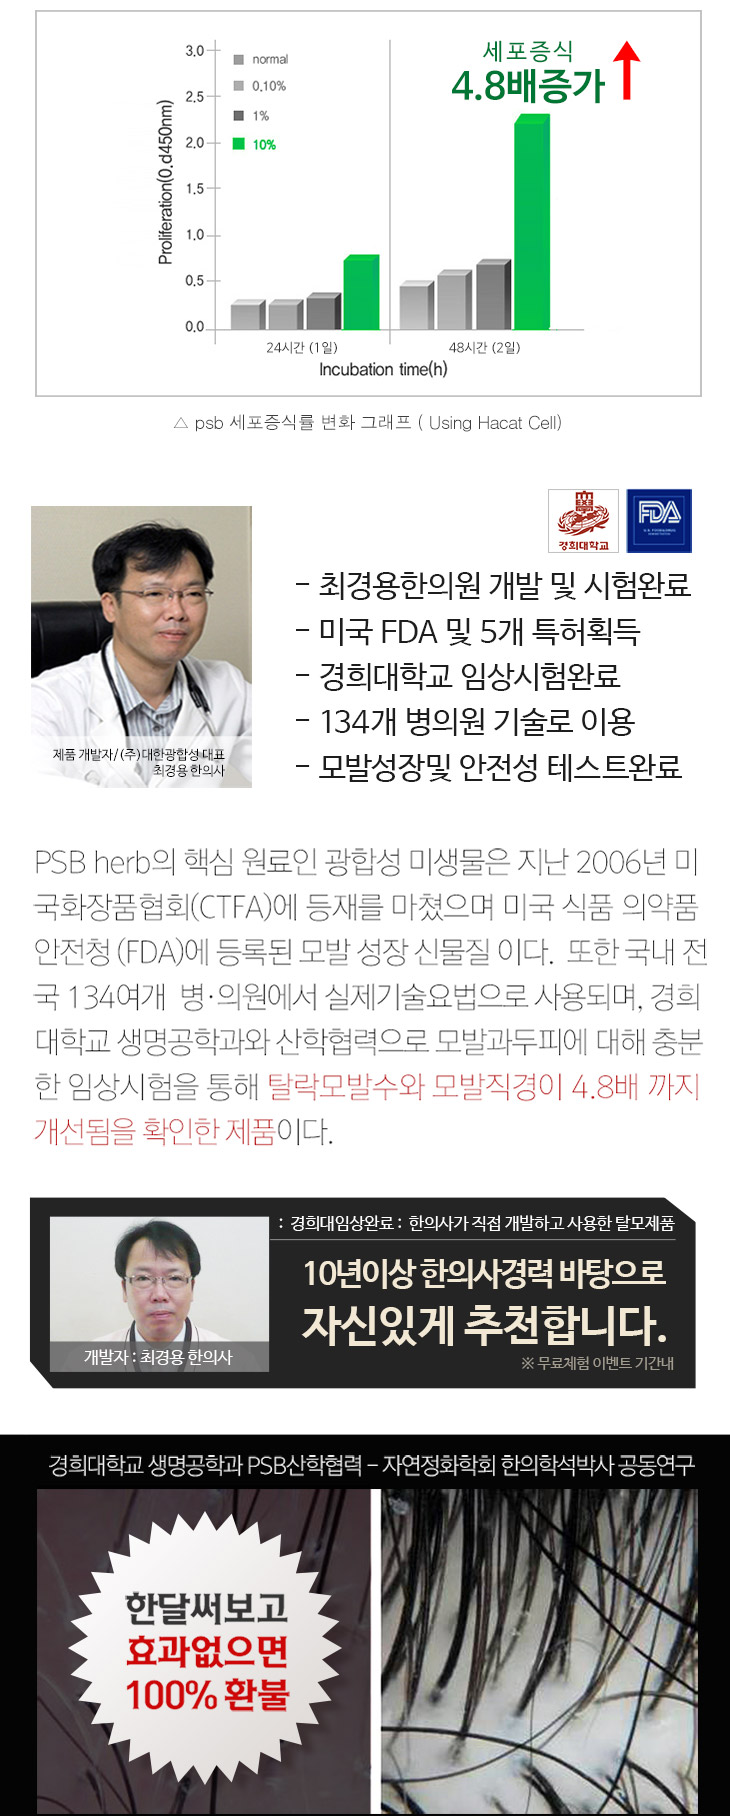 3.0
2.5
2.0
1.5
1.0
0.5
0.0
Proliferation(0.d450nm)
normal
0.10%
1%
10%
세포증식
4.8배증가
24시간 (1일)
48시간 (2일)
Incubation time(h)
△ psb 세포증식률 변화 그래프 ( Using Hacat Cell)
경희대학교
FDA
제품 개발자/(주)대한광합성 대표
최경용 한의사
- 최경용한의원 개발 및 시험완료
- 미국 FDA 및 5개 특허획득
- 경희대학교 임상시험완료
- 134개 병의원 기술로 이용
- 모발성장및 안전성 테스트완료
PSB herb의 핵심 원료인 광합성 미생물은 지난 2006년 미
국화장품협회(CTFA)에 등재를 마쳤으며 미국 식품 의약품
안전청 (FDA)에 등록된 모발 성장 신물질 이다. 또한 국내 전
국 134여개 병·의원에서 실제기술요법으로 사용되며, 경희
대학교 생명공학과와 산학협력으로 모발과두피에 대해 충분
한 임상시험을 통해 탈락모발수와 모발직경이 4.8배 까지
개선됨을 확인한 제품이다.
: 경희대임상완료 : 한의사가 직접 개발하고 사용한 탈모제품
10년이상 한의사경력 바탕으로
자신있게 추천합니다.
개발자 : 최경용 한의사
※ 무료체험 이벤트 기간내
경희대학교 생명공학과 PSB산학협력 - 자연정화학회 한의학석박사 공동연구
한달써보고
효과없으면
100% 환불